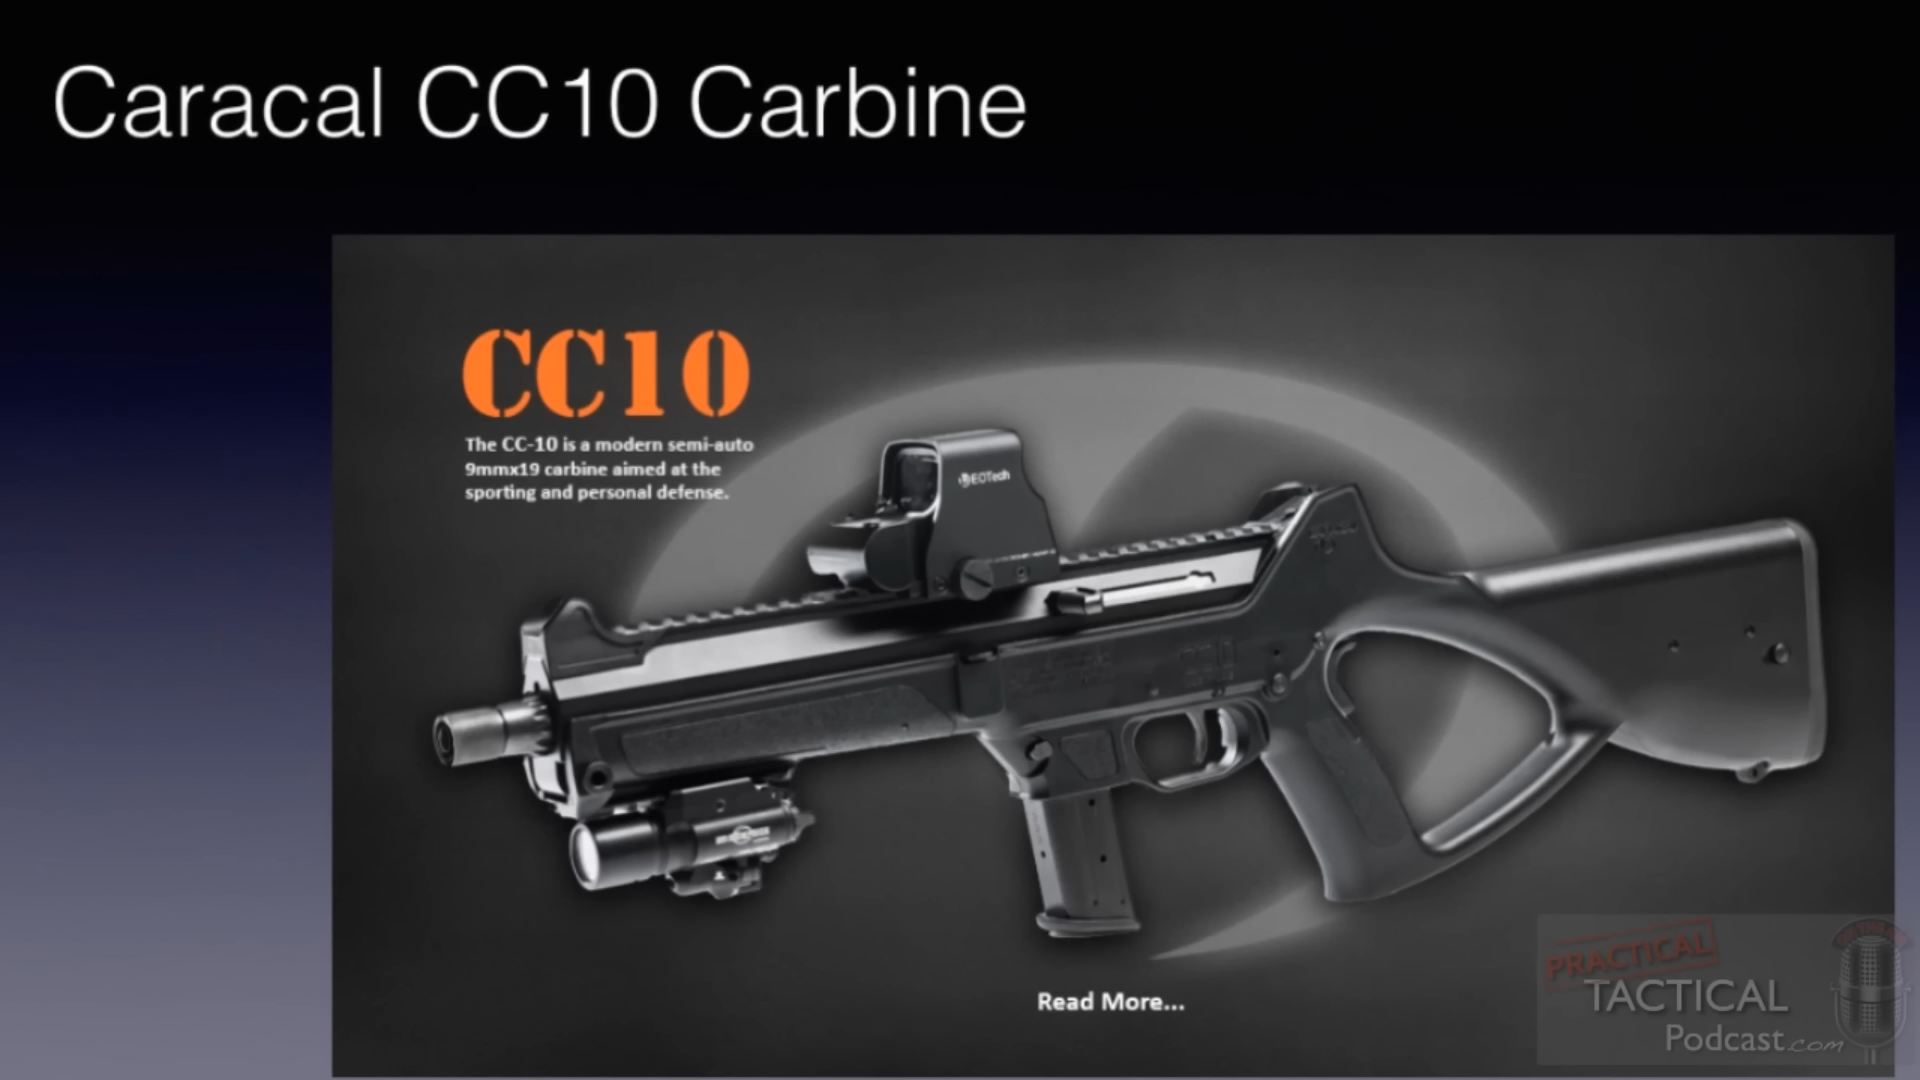 Caracal CC10 Carbine
CC10
The CC-10 is a modern semi-auto
9mmx19 carbine aimed at the
sporting and personal defense.
EOTech
Read More...
PRACTICAL
TACTICAL
Podcast.com